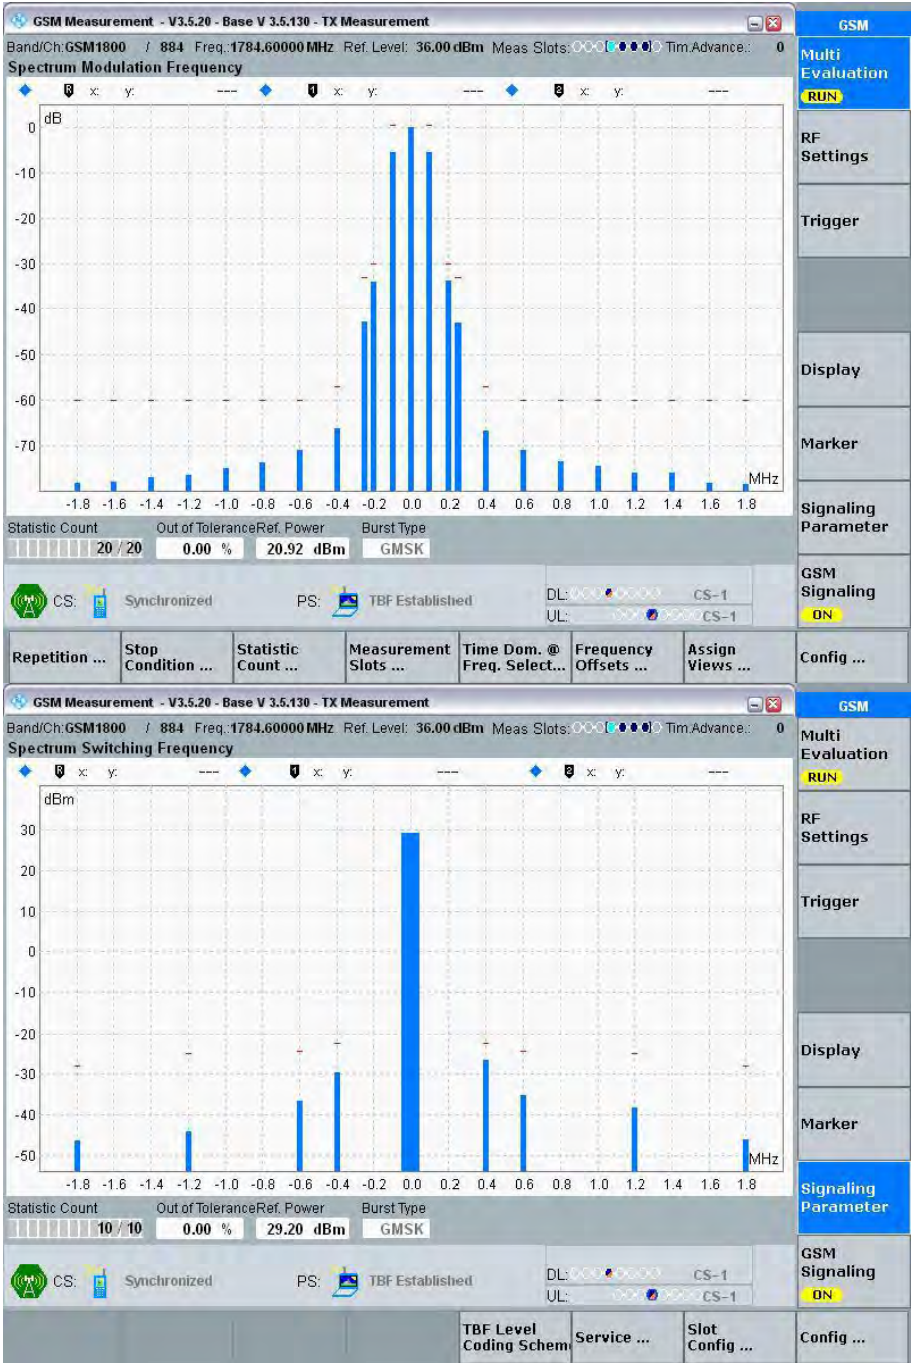 GSM Measurement - V3.5.20 - Base V 3.5.130 - TX Measurement
GSM
Band/Ch:GSM1800 / 884 Freq.:1784.60000 MHz Ref. Level: 36.00 dBm Meas Slots: Tim.Advance.: 0
Multi
Evaluation
RUN
Spectrum Modulation Frequency
R x: y: --- 1 x: y: --- 2 x: y: ---
dB
0
-10
-20
-30
-40
-50
-60
-70
MHz
-1.8 -1.6 -1.4 -1.2 -1.0 -0.8 -0.6 -0.4 -0.2 0.0 0.2 0.4 0.6 0.8 1.0 1.2 1.4 1.6 1.8
RF
Settings
Trigger
Display
Marker
Signaling
Parameter
GSM
Signaling
ON
Statistic Count Out of Tolerance Ref. Power Burst Type
20 / 20 0.00 % 20.92 dBm GMSK
CS: Synchronized PS: TBF Established
DL: CS-1
UL: CS-1
Repetition ...
Stop
Condition ...
Statistic
Count ...
Measurement
Slots ...
Time Dom. @
Freq. Select...
Frequency
Offsets ...
Assign
Views ...
Config ...
GSM Measurement - V3.5.20 - Base V 3.5.130 - TX Measurement
GSM
Band/Ch:GSM1800 / 884 Freq.:1784.60000 MHz Ref. Level: 36.00 dBm Meas Slots: Tim.Advance.: 0
Multi
Evaluation
RUN
Spectrum Switching Frequency
R x: y: --- 1 x: y: --- 2 x: y: ---
dBm
30
20
10
0
-10
-20
-30
-40
-50
MHz
-1.8 -1.6 -1.4 -1.2 -1.0 -0.8 -0.6 -0.4 -0.2 0.0 0.2 0.4 0.6 0.8 1.0 1.2 1.4 1.6 1.8
RF
Settings
Trigger
Display
Marker
Signaling
Parameter
GSM
Signaling
ON
Statistic Count Out of Tolerance Ref. Power Burst Type
10 / 10 0.00 % 29.20 dBm GMSK
CS: Synchronized PS: TBF Established
DL: CS-1
UL: CS-1
TBF Level
Coding Schem
Service ...
Slot
Config ...
Config ...